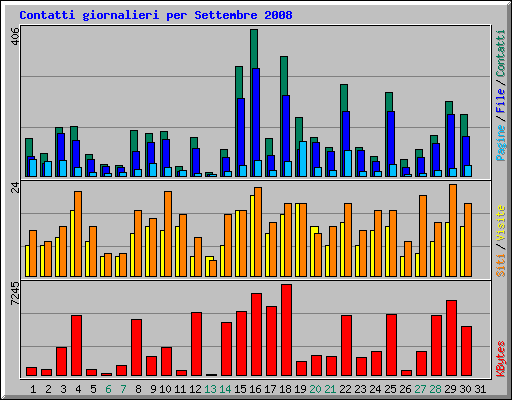 Contatti giornalieri per Settembre 2008
406
Pagine / File / Contatti
24
Siti / Visite
7245
KBytes
1 2 3 4 5 6 7 8 9 10 11 12 13 14 15 16 17 18 19 20 21 22 23 24 25 26 27 28 29 30 31